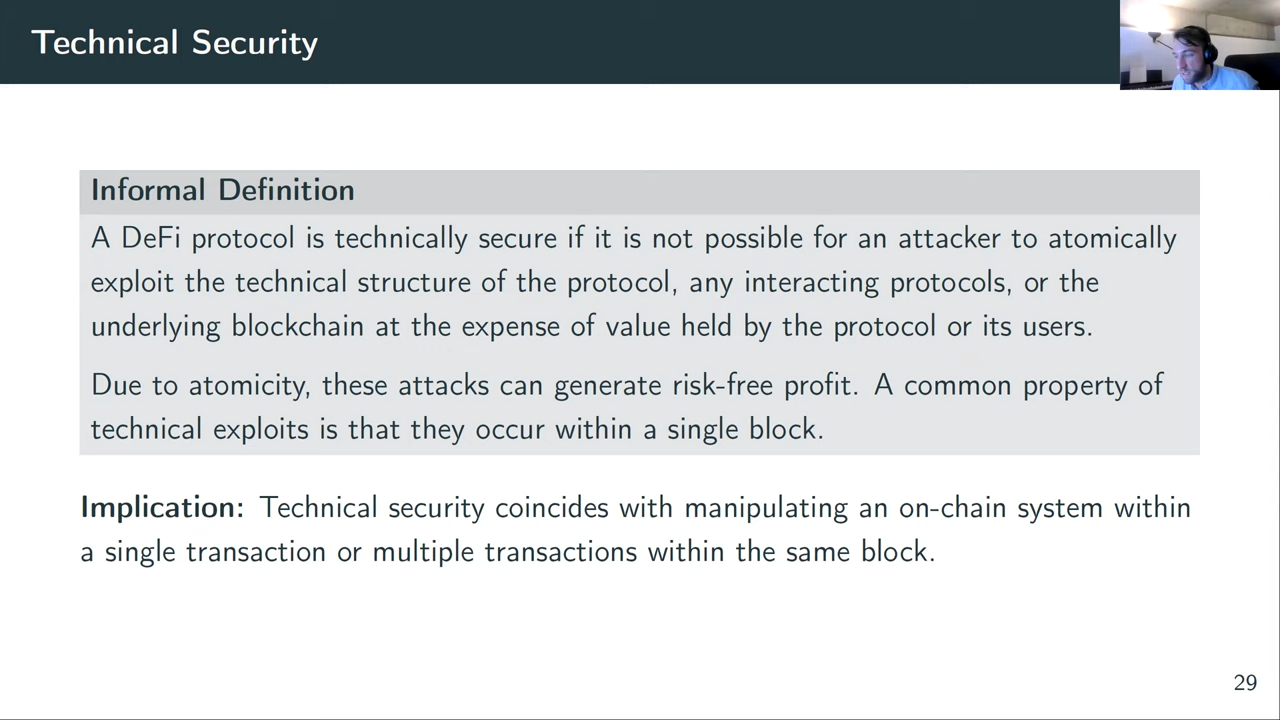 Technical Security
Informal Definition
A DeFi protocol is technically secure if it is not possible for an attacker to atomically
exploit the technical structure of the protocol, any interacting protocols, or the
underlying blockchain at the expense of value held by the protocol or its users.
Due to atomicity, these attacks can generate risk-free profit. A common property of
technical exploits is that they occur within a single block.
Implication: Technical security coincides with manipulating an on-chain system within
a single transaction or multiple transactions within the same block.
29